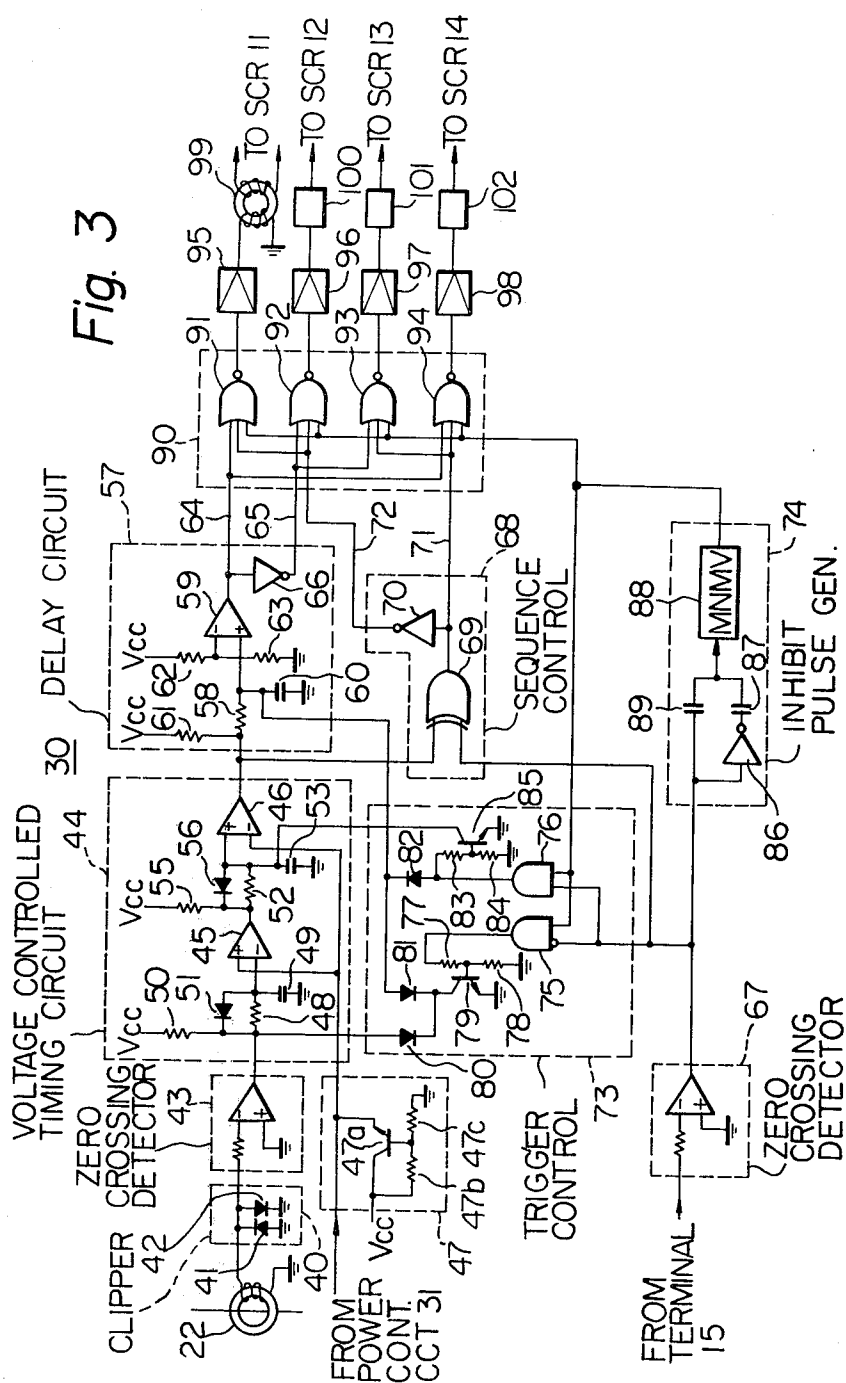 Fig. 3
30
VOLTAGE CONTROLLED
TIMING CIRCUIT
44
DELAY CIRCUIT
57
ZERO
CROSSING
DETECTOR
43
CLIPPER
42
41
40
22
Vcc
50
51
48
49
45
Vcc
55
56
52
53
46
Vcc
61
58
60
Vcc
62
63
59
66
64
65
72
71
90
91
92
93
94
95
96
97
98
99
100
101
102
TO SCR 11
TO SCR 12
TO SCR 13
TO SCR 14
FROM
POWER
CONT.
CCT 31
Vcc
47a
47b
47c
47
TRIGGER
CONTROL
73
80
81
79
77
78
75
82
83
84
85
76
70
69
68
SEQUENCE
CONTROL
FROM
TERMINAL
15
67
ZERO
CROSSING
DETECTOR
86
87
89
88
MNMV
74
INHIBIT
PULSE GEN.